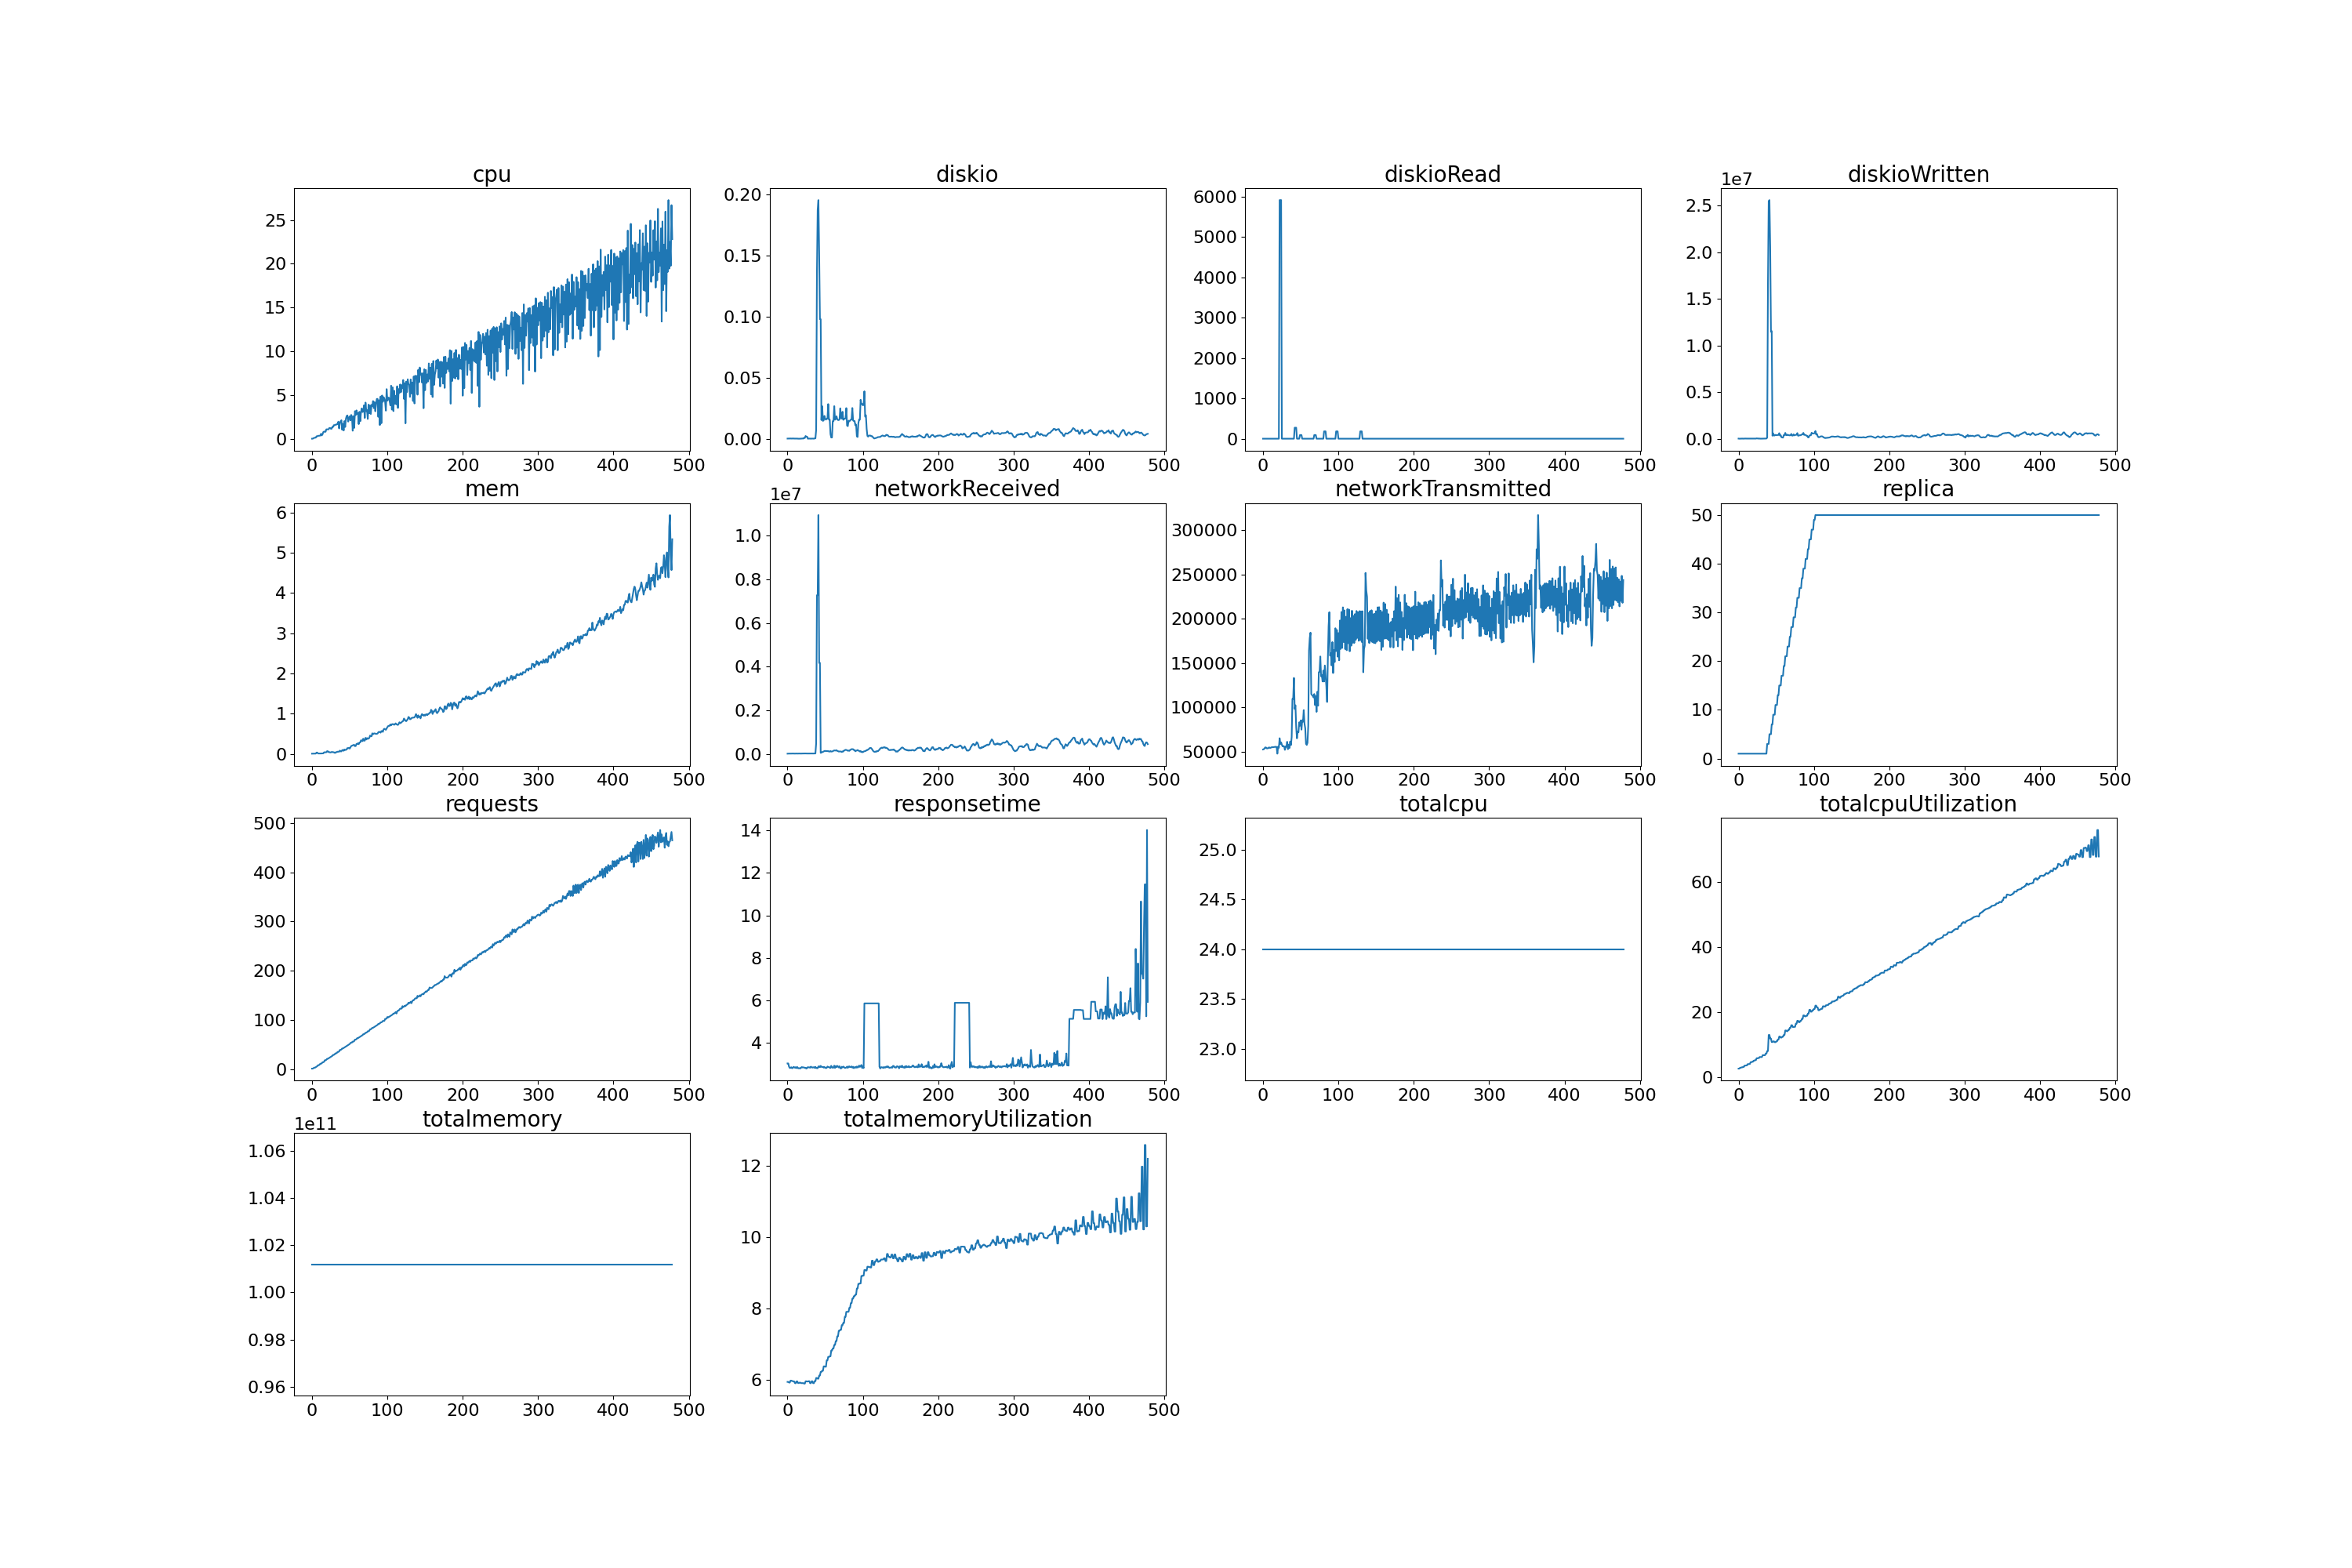 cpu
25
20
15
10
5
0
0 100 200 300 400 500
diskio
0.20
0.15
0.10
0.05
0.00
0 100 200 300 400 500
diskioRead
6000
5000
4000
3000
2000
1000
0
0 100 200 300 400 500
diskioWritten
1e7
2.5
2.0
1.5
1.0
0.5
0.0
0 100 200 300 400 500
mem
6
5
4
3
2
1
0
0 100 200 300 400 500
networkReceived
1e7
1.0
0.8
0.6
0.4
0.2
0.0
0 100 200 300 400 500
networkTransmitted
300000
250000
200000
150000
100000
50000
0 100 200 300 400 500
replica
50
40
30
20
10
0
0 100 200 300 400 500
requests
500
400
300
200
100
0
0 100 200 300 400 500
responsetime
14
12
10
8
6
4
0 100 200 300 400 500
totalcpu
25.0
24.5
24.0
23.5
23.0
0 100 200 300 400 500
totalcpuUtilization
60
40
20
0
0 100 200 300 400 500
totalmemory
1e11
1.06
1.04
1.02
1.00
0.98
0.96
0 100 200 300 400 500
totalmemoryUtilization
12
10
8
6
0 100 200 300 400 500